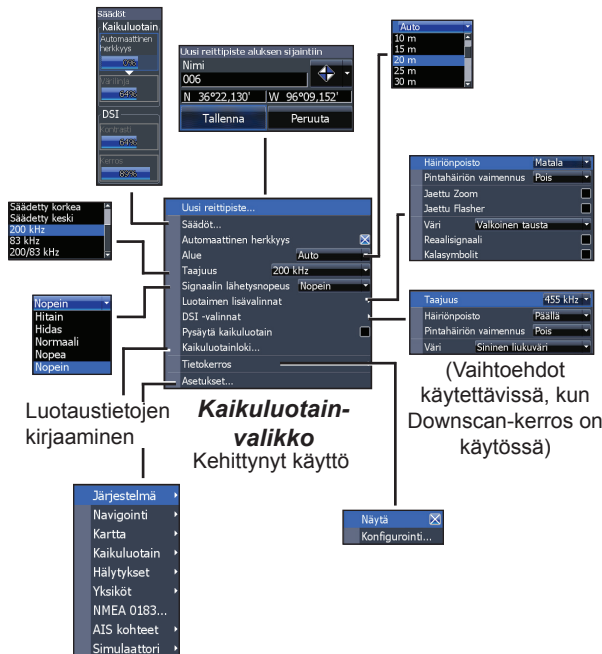 Säädöt
Kaikuluotain
Automaattinen
herkkyys
Värilinja
64%
DSI
Kontrasti
64%
Kerros
89%
Uusi reittipiste aluksen sijaintiin
Nimi
006
N 36°22,130' W 96°09,152'
Tallenna Peruuta
Auto
10 m
15 m
20 m
25 m
30 m
Säädetty korkea
Säädetty keski
200 kHz
83 kHz
200/83 kHz
Nopein
Hitain
Hidas
Normaali
Nopea
Nopein
Uusi reittipiste...
Säädöt...
Automaattinen herkkyys
Alue Auto
Taajuus 200 kHz
Signaalin lähetysnopeus Nopein
Luotaimen lisävalinnat
DSI -valinnat
Pysäytä kaikuluotain
Kaikuluotainloki...
Tietokerros
Asetukset...
Häiriönpoisto Matala
Pintahäiriön vaimennus Pois
Jaettu Zoom
Jaettu Flasher
Väri Valkoinen tausta
Reaalisignaali
Kalasymbolit
Taajuus 455 kHz
Häiriönpoisto Päällä
Pintahäiriön vaimennus Pois
Väri Sininen liukuväri
(Vaihtoehdot
käytettävissä, kun
Downscan-kerros on
käytössä)
Luotaustietojen
kirjaaminen
Kaikuluotain-
valikko
Kehittynyt käyttö
Järjestelmä
Navigointi
Kartta
Kaikuluotain
Hälytykset
Yksiköt
NMEA 0183...
AIS kohteet
Simulaattori
Näytä
Konfigurointi...